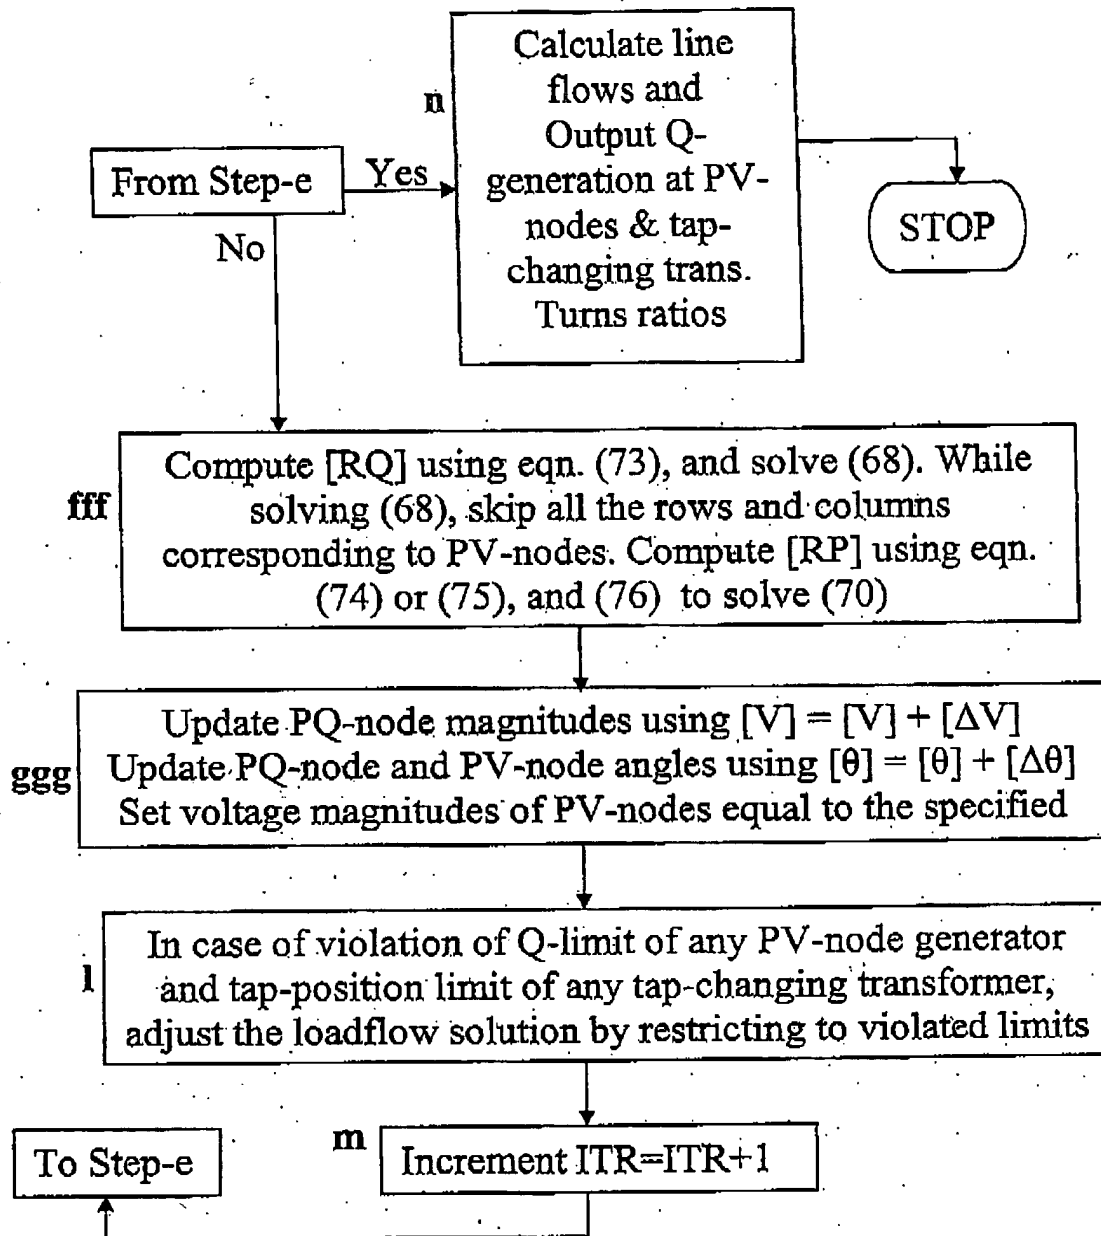 Calculate line
flows and
n
Output Q-
generation at PV-
nodes & tap-
changing trans.
Turns ratios
From Step-e
Yes
No
STOP
fff
Compute [RQ] using eqn. (73), and solve (68). While
solving (68), skip all the rows and columns
corresponding to PV-nodes. Compute [RP] using eqn.
(74) or (75), and (76) to solve (70)
ggg
Update PQ-node magnitudes using [V] = [V] + [ΔV]
Update PQ-node and PV-node angles using [θ] = [θ] + [Δθ]
Set voltage magnitudes of PV-nodes equal to the specified
l
In case of violation of Q-limit of any PV-node generator
and tap-position limit of any tap-changing transformer,
adjust the loadflow solution by restricting to violated limits
m
Increment ITR=ITR+1
To Step-e